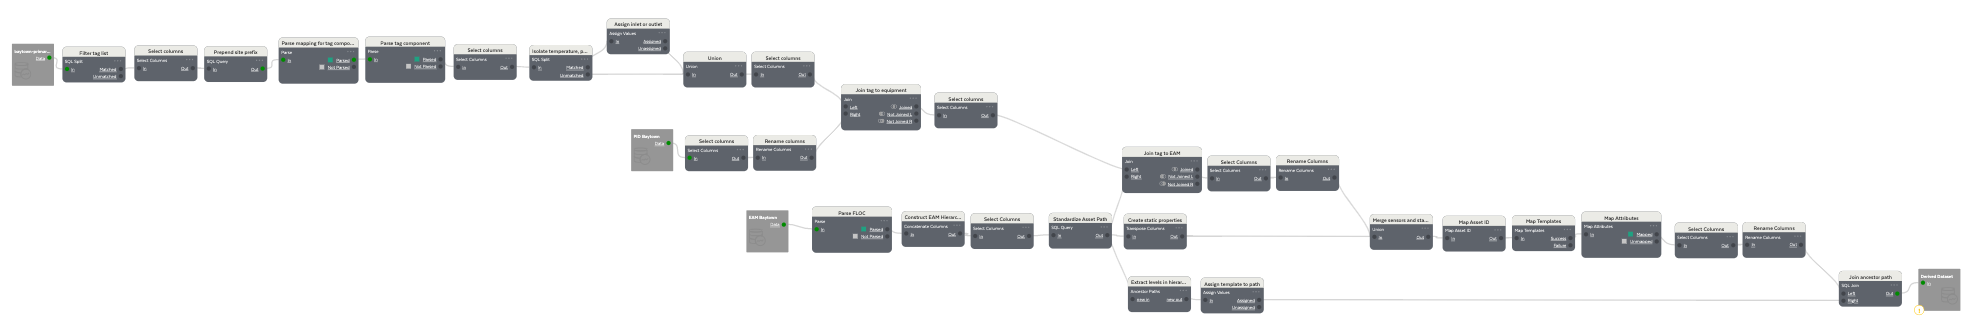 baytown-primar...
Data
Filter tag list
SQL Split
In
Matched
Unmatched
Select columns
Select Columns
In
Out
Prepend site prefix
SQL Query
In
Out
Parse mapping for tag compo...
Parse
In
Parsed
Not Parsed
Parse tag component
Parse
In
Parsed
Not Parsed
Select columns
Select Columns
In
Out
Isolate temperature, p...
SQL Split
In
Matched
Unmatched
Assign inlet or outlet
Assign Values
In
Assigned
Unassigned
Union
Union
In
Out
Select columns
Select Columns
In
Out
PID Baytown
Data
Select columns
Select Columns
In
Out
Rename columns
Rename Columns
In
Out
Join tag to equipment
Join
Left
Right
Joined
Not Joined L
Not Joined R
Select columns
Select Columns
In
Out
EAM Baytown
Data
Parse FLOC
Parse
In
Parsed
Not Parsed
Construct EAM Hierarc...
Concatenate Columns
In
Out
Select Columns
Select Columns
In
Out
Standardize Asset Path
SQL Query
In
Out
Join tag to EAM
Join
Left
Right
Joined
Not Joined L
Not Joined R
Select Columns
Select Columns
In
Out
Rename Columns
Rename Columns
In
Out
Create static properties
Transpose Columns
In
Out
Extract levels in hierar...
Ancestor Paths
new in
new out
Assign template to path
Assign Values
In
Assigned
Unassigned
Merge sensors and sta...
Union
In
Out
Map Asset ID
Map Asset ID
In
Out
Map Templates
Map Templates
In
Success
Failure
Map Attributes
Map Attributes
In
Mapped
Unmapped
Select Columns
Select Columns
In
Out
Rename Columns
Rename Columns
In
Out
Join ancestor path
SQL Join
Left
Right
Out
Derived Dataset
In